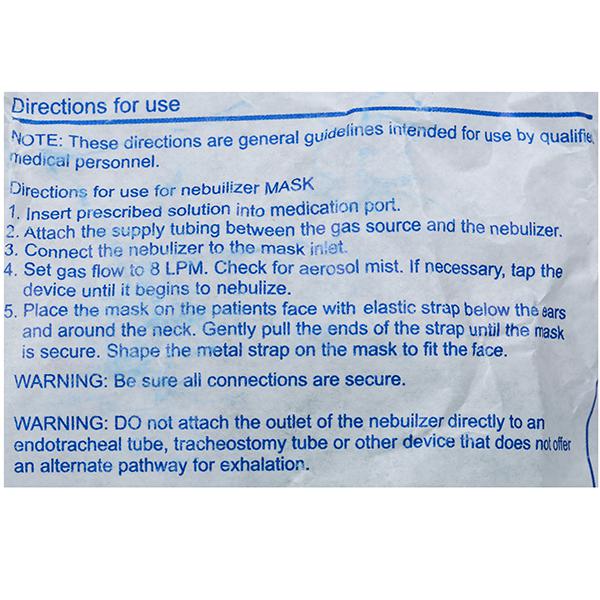 Directions for use
NOTE: These directions are general guidelines intended for use by qualifie
medical personnel.
Directions for use for nebuilizer MASK
1. Insert prescribed solution into medication port.
2. Attach the supply tubing between the gas source and the nebulizer.
3. Connect the nebulizer to the mask inlet.
4. Set gas flow to 8 LPM. Check for aerosol mist. If necessary, tap the
device until it begins to nebulize.
5. Place the mask on the patients face with elastic strap below the ears
and around the neck. Gently pull the ends of the strap until the mask
is secure. Shape the metal strap on the mask to fit the face.
WARNING: Be sure all connections are secure.
WARNING: DO not attach the outlet of the nebuilzer directly to an
endotracheal tube, tracheostomy tube or other device that does not offer
an alternate pathway for exhalation.